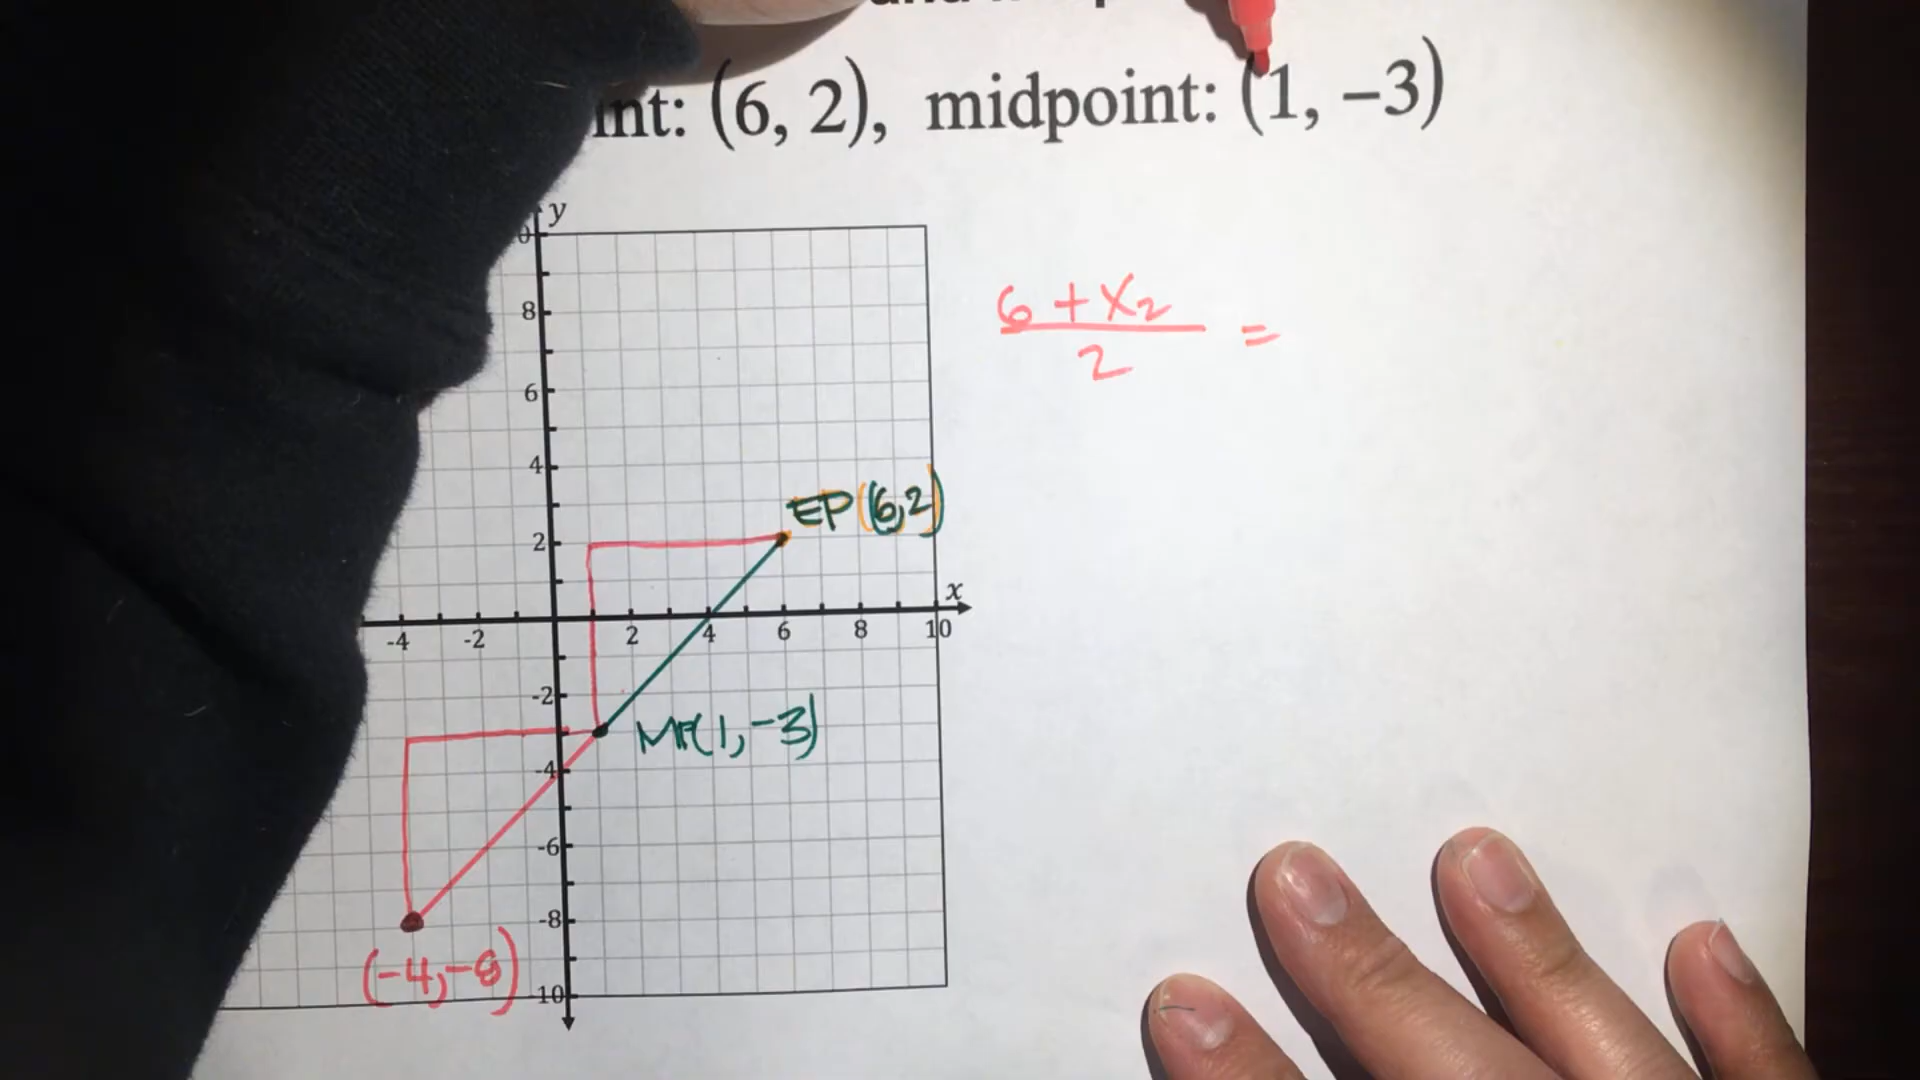 int: (6, 2), midpoint: (1, −3)
y
8
6
4
2
-4 -2 2 4 6 8 10 x
-2
-4
-6
-8
-10
EP(6,2)
MP(1,-3)
(-4,-8)
6 + x₂
2
=